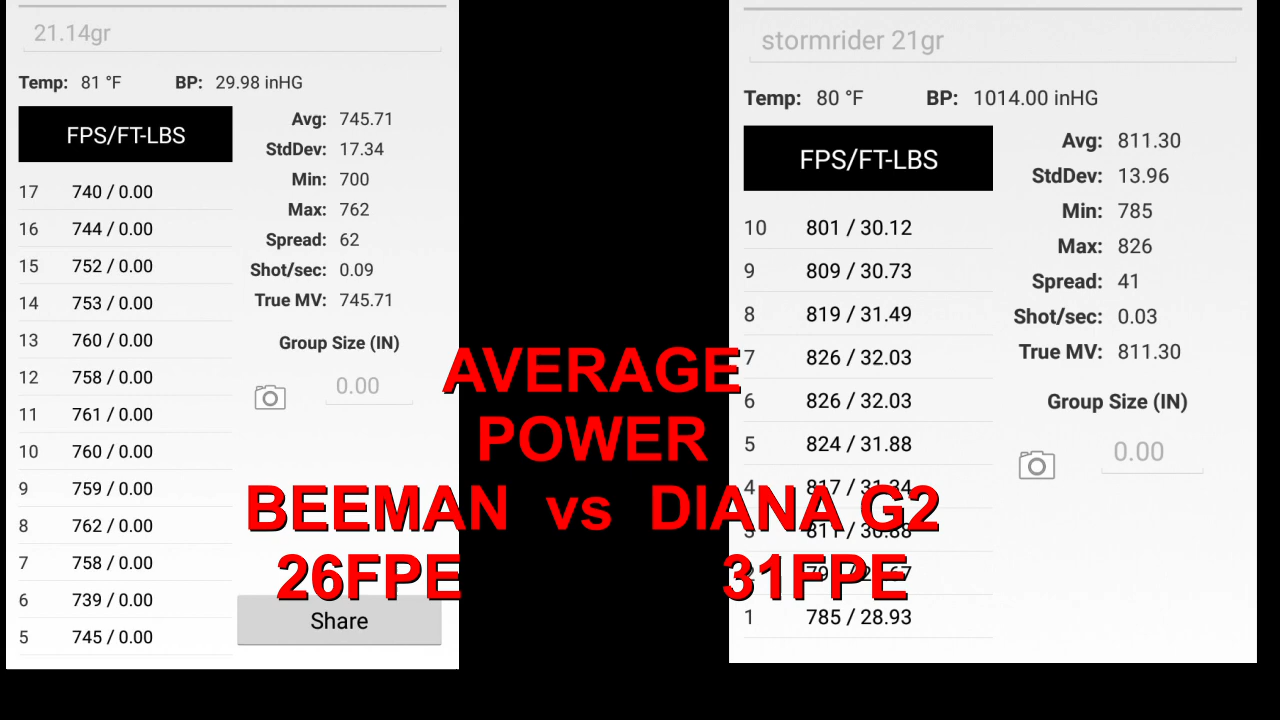 21.14gr
Temp: 81 °F BP: 29.98 inHG
FPS/FT-LBS
17 740 / 0.00
16 744 / 0.00
15 752 / 0.00
14 753 / 0.00
13 760 / 0.00
12 758 / 0.00
11 761 / 0.00
10 760 / 0.00
9 759 / 0.00
8 762 / 0.00
7 758 / 0.00
6 739 / 0.00
5 745 / 0.00
Avg: 745.71
StdDev: 17.34
Min: 700
Max: 762
Spread: 62
Shot/sec: 0.09
True MV: 745.71
Group Size (IN)
0.00
Share
stormrider 21gr
Temp: 80 °F BP: 1014.00 inHG
FPS/FT-LBS
10 801 / 30.12
9 809 / 30.73
8 819 / 31.49
7 826 / 32.03
6 826 / 32.03
5 824 / 31.88
4 817 / 31.34
3 811 / 30.88
1 785 / 28.93
Avg: 811.30
StdDev: 13.96
Min: 785
Max: 826
Spread: 41
Shot/sec: 0.03
True MV: 811.30
Group Size (IN)
0.00
AVERAGE
POWER
BEEMAN vs DIANA G2
26FPE 31FPE